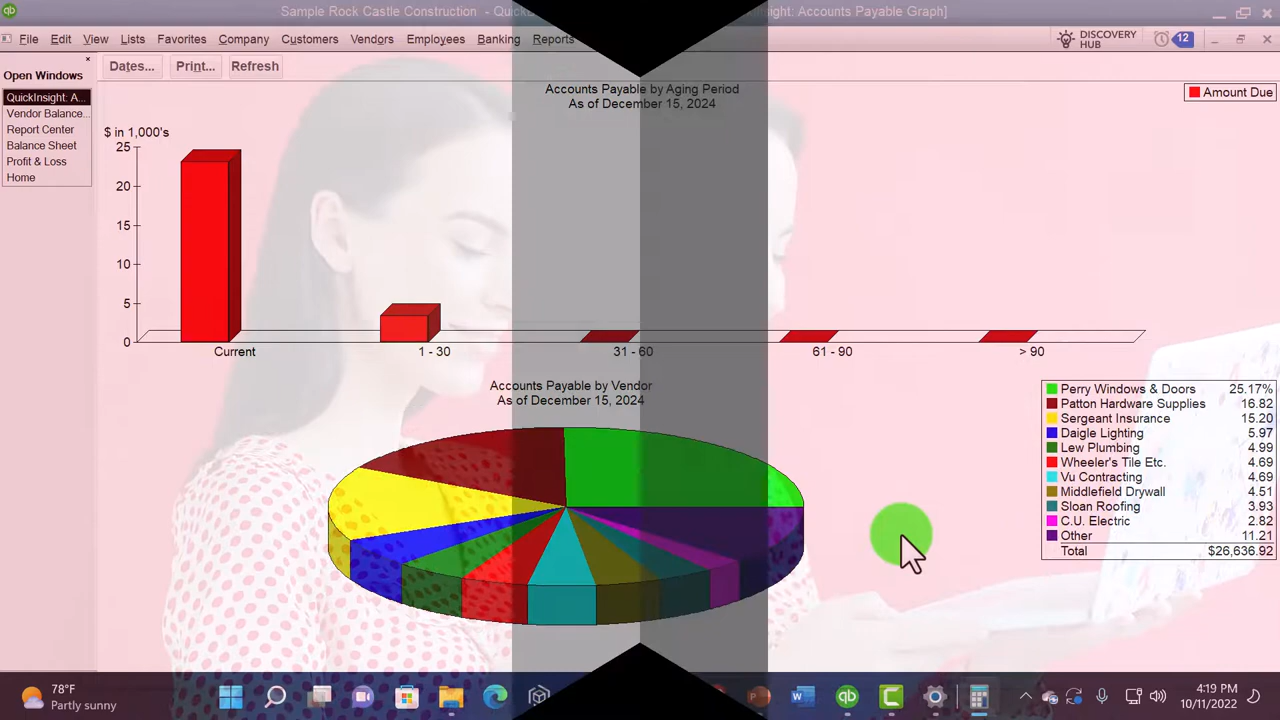 Sample Rock Castle Construction - QuickB
nsight: Accounts Payable Graph]
File Edit View Lists Favorites Company Customers Vendors Employees Banking Reports
DISCOVERY HUB
12
Dates... Print... Refresh
Open Windows
QuickInsight: A...
Vendor Balance...
Report Center
Balance Sheet
Profit & Loss
Home
Accounts Payable by Aging Period
As of December 15, 2024
Amount Due
$ in 1,000's
25
20
15
10
5
0
Current 1 - 30 31 - 60 61 - 90 > 90
Accounts Payable by Vendor
As of December 15, 2024
Perry Windows & Doors 25.17%
Patton Hardware Supplies 16.82
Sergeant Insurance 15.20
Daigle Lighting 5.97
Lew Plumbing 4.99
Wheeler's Tile Etc. 4.69
Vu Contracting 4.69
Middlefield Drywall 4.51
Sloan Roofing 3.93
C.U. Electric 2.82
Other 11.21
Total $26,636.92
78°F
Partly sunny
4:19 PM
10/11/2022